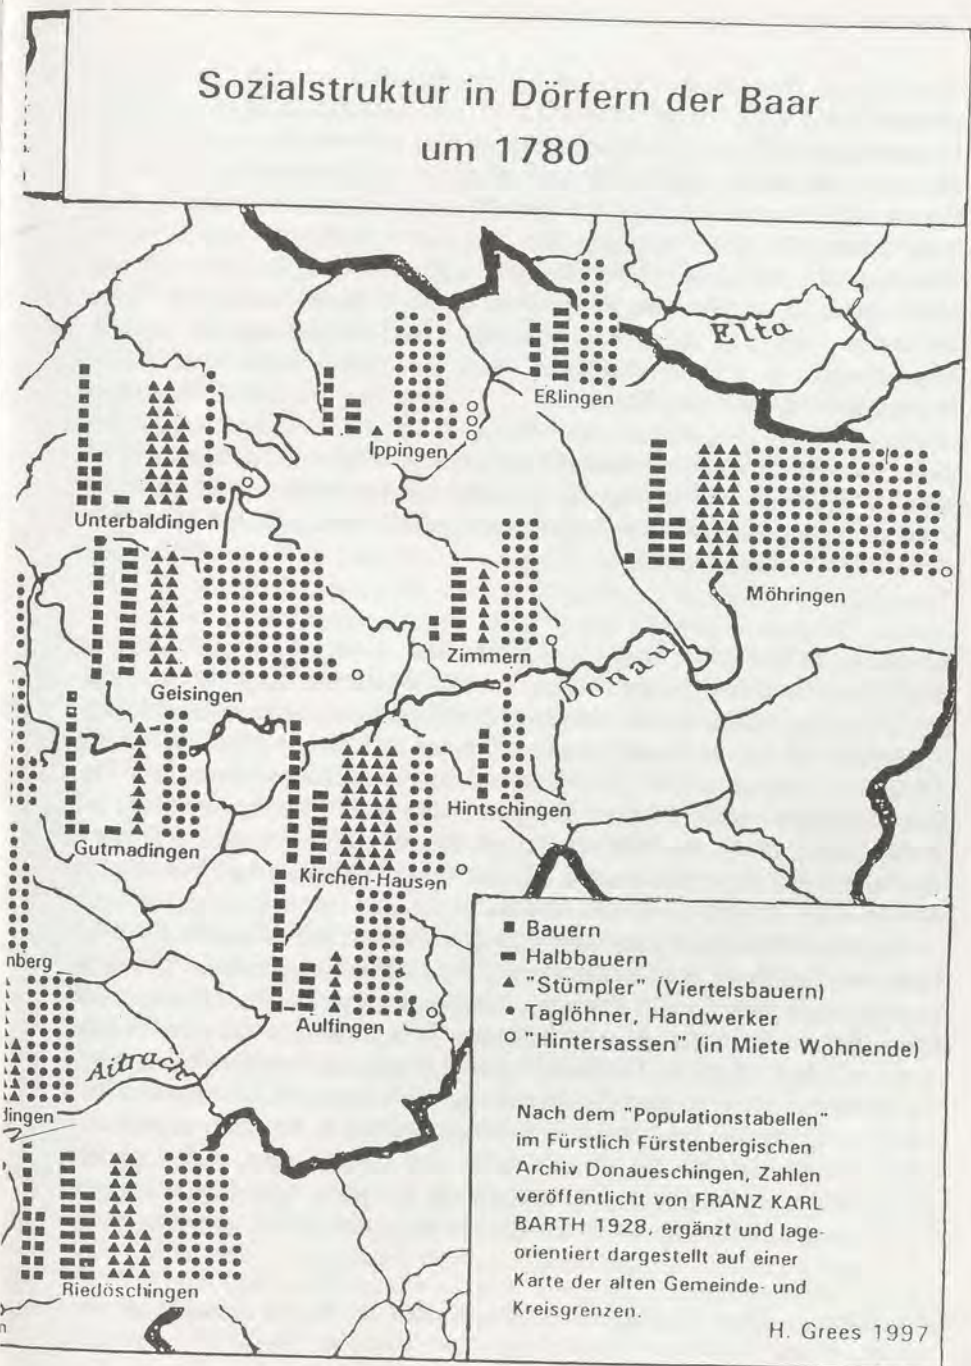 Sozialstruktur in Dörfern der Baar
um 1780
Elta
Eßlingen
Ippingen
Unterbaldingen
Möhringen
Zimmern
Donau
Geisingen
Hintschingen
Gutmadingen
Kirchen-Hausen
nberg
Aulfingen
Aitrach
dingen
Riedöschingen
n
Bauern
Halbbauern
"Stümpler" (Viertelsbauern)
Taglöhner, Handwerker
"Hintersassen" (in Miete Wohnende)
Nach dem "Populationstabellen"
im Fürstlich Fürstenbergischen
Archiv Donaueschingen, Zahlen
veröffentlicht von FRANZ KARL
BARTH 1928, ergänzt und lage-
orientiert dargestellt auf einer
Karte der alten Gemeinde- und
Kreisgrenzen.
H. Grees 1997